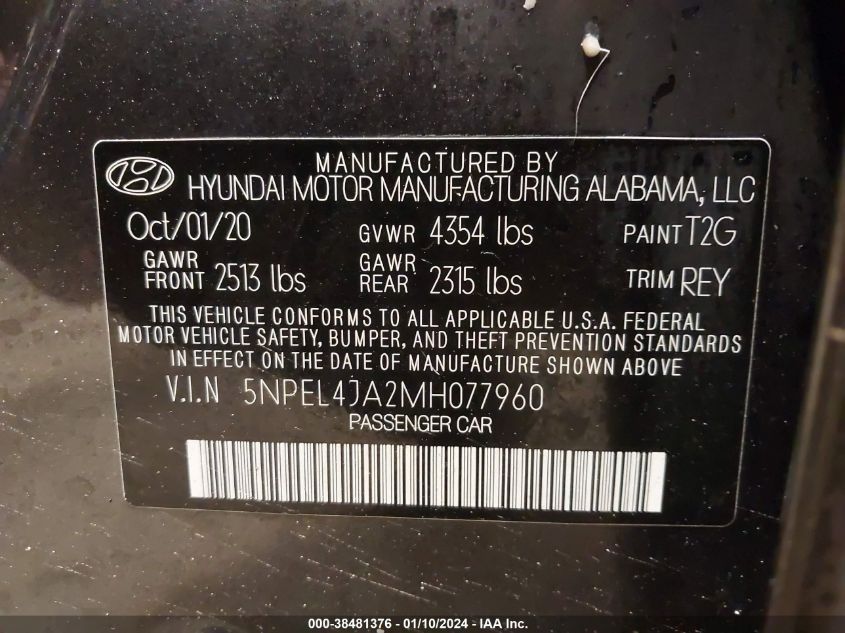 MANUFACTURED BY
HYUNDAI MOTOR MANUFACTURING ALABAMA, LLC
Oct/01/20 GVWR 4354 lbs PAINT T2G
GAWR FRONT 2513 lbs GAWR REAR 2315 lbs TRIM REY
THIS VEHICLE CONFORMS TO ALL APPLICABLE U.S.A. FEDERAL
MOTOR VEHICLE SAFETY, BUMPER, AND THEFT PREVENTION STANDARDS
IN EFFECT ON THE DATE OF MANUFACTURE SHOWN ABOVE
V.I.N 5NPEL4JA2MH077960
PASSENGER CAR
000-38481376 - 01/10/2024 - IAA Inc.